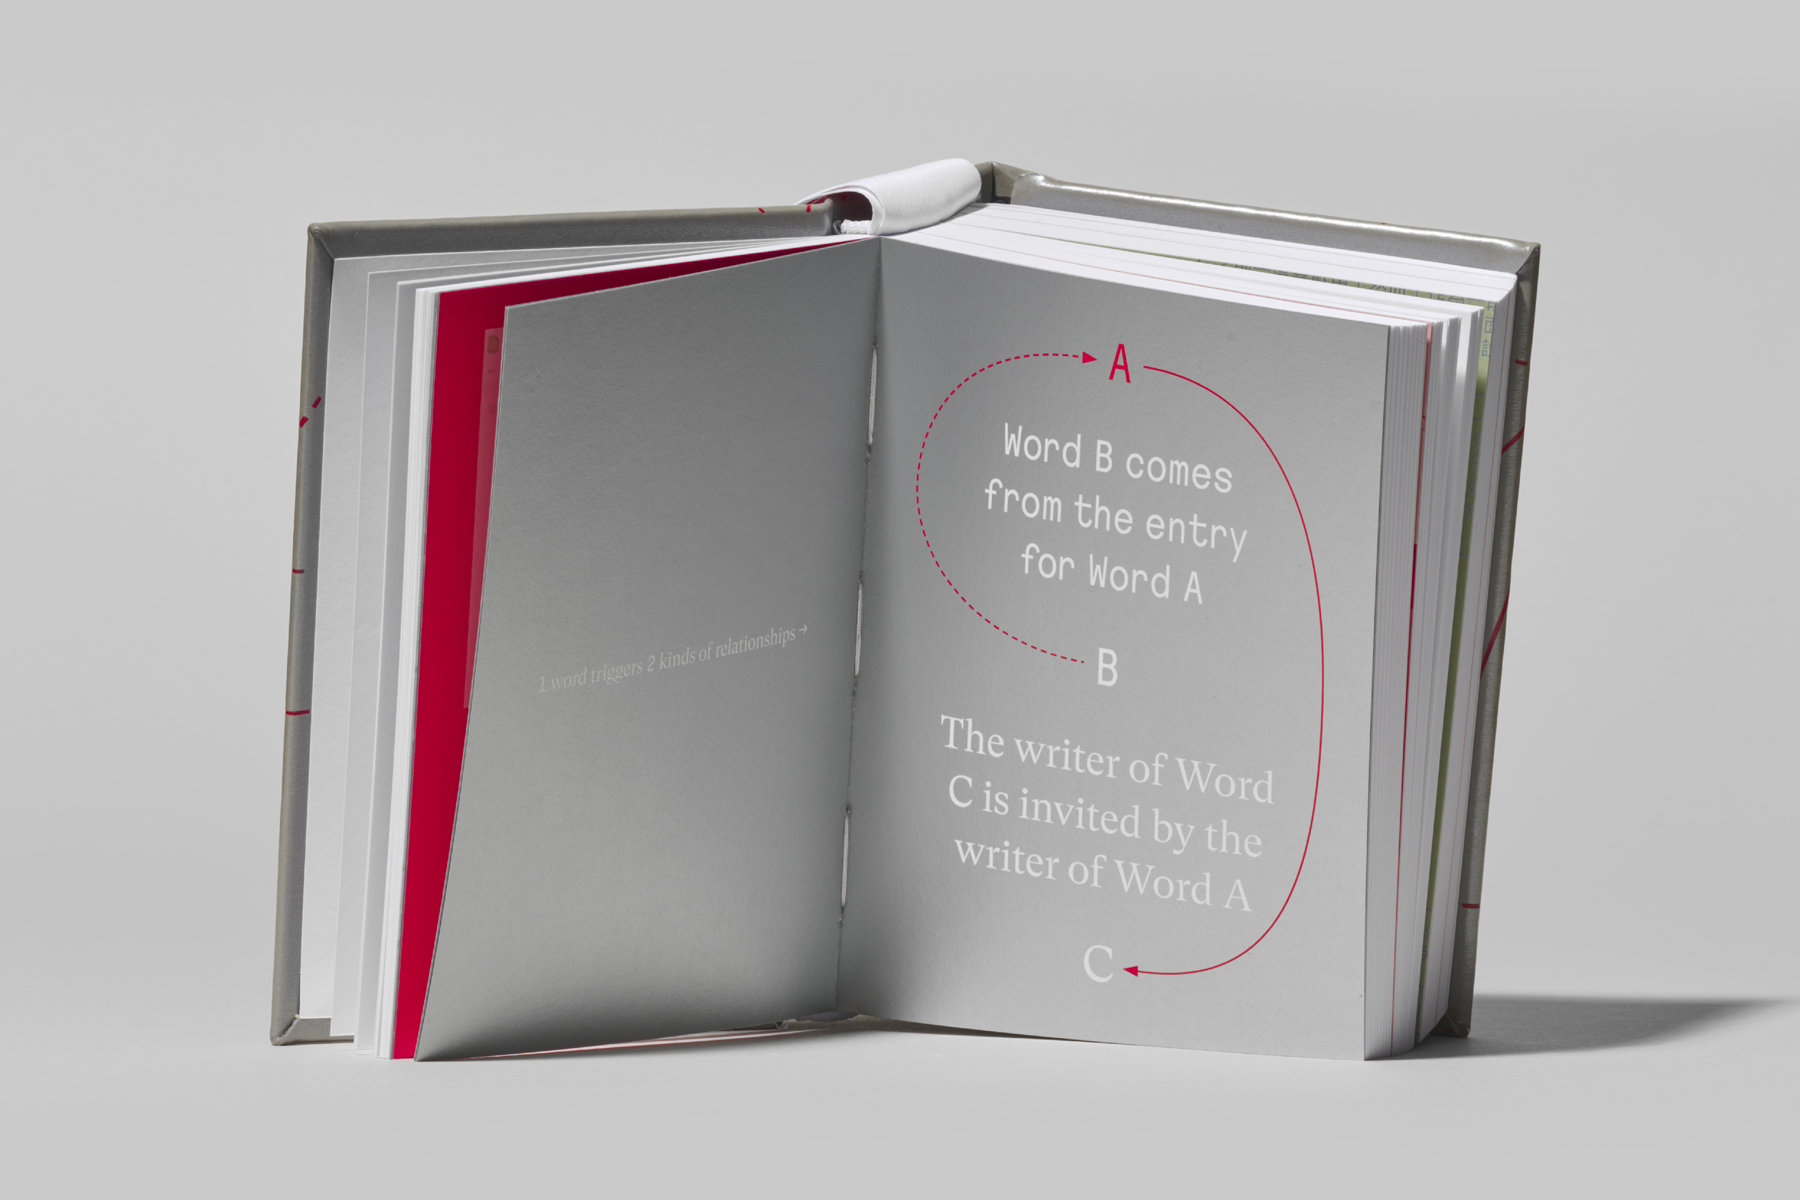 1 word triggers 2 kinds of relationships →
A
Word B comes
from the entry
for Word A
B
The writer of Word
C is invited by the
writer of Word A
C